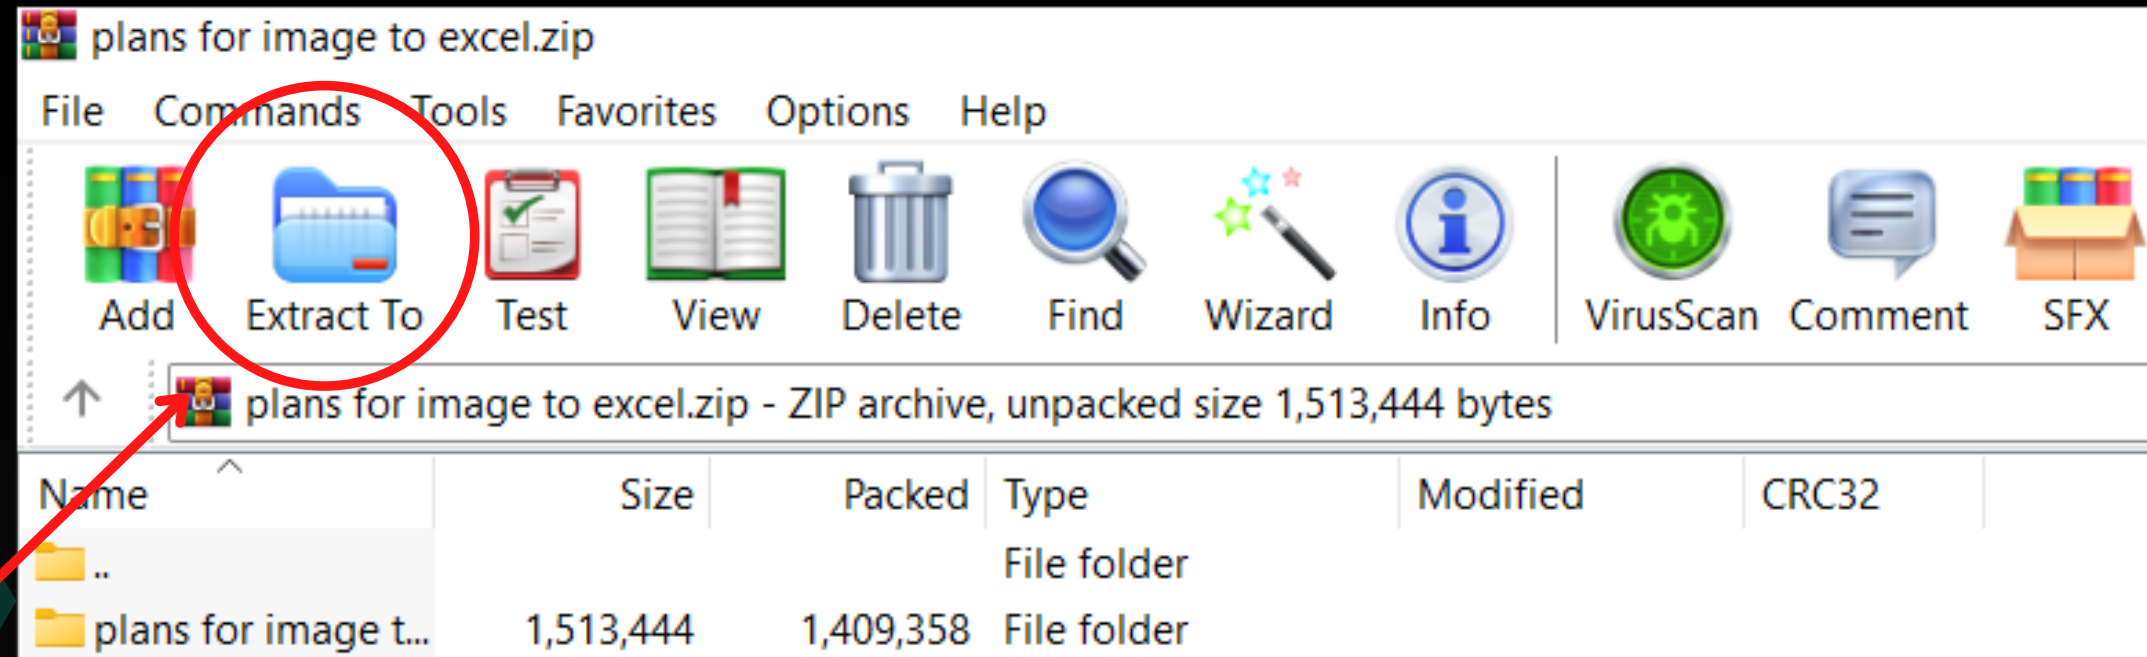 plans for image to excel.zip
File Commands Tools Favorites Options Help
Add Extract To Test View Delete Find Wizard Info VirusScan Comment SFX
plans for image to excel.zip - ZIP archive, unpacked size 1,513,444 bytes
Name Size Packed Type Modified CRC32
.. File folder
plans for image t... 1,513,444 1,409,358 File folder